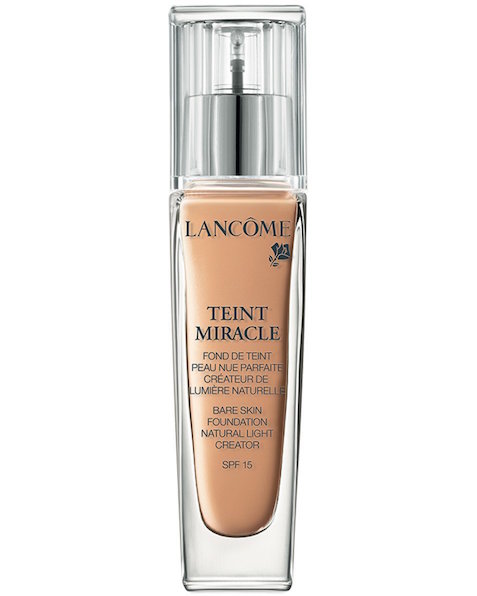 LANCÔME
TEINT
MIRACLE
FOND DE TEINT
PEAU NUE PARFAITE
CRÉATEUR DE
LUMIÈRE NATURELLE
BARE SKIN
FOUNDATION
NATURAL LIGHT
CREATOR
SPF 15